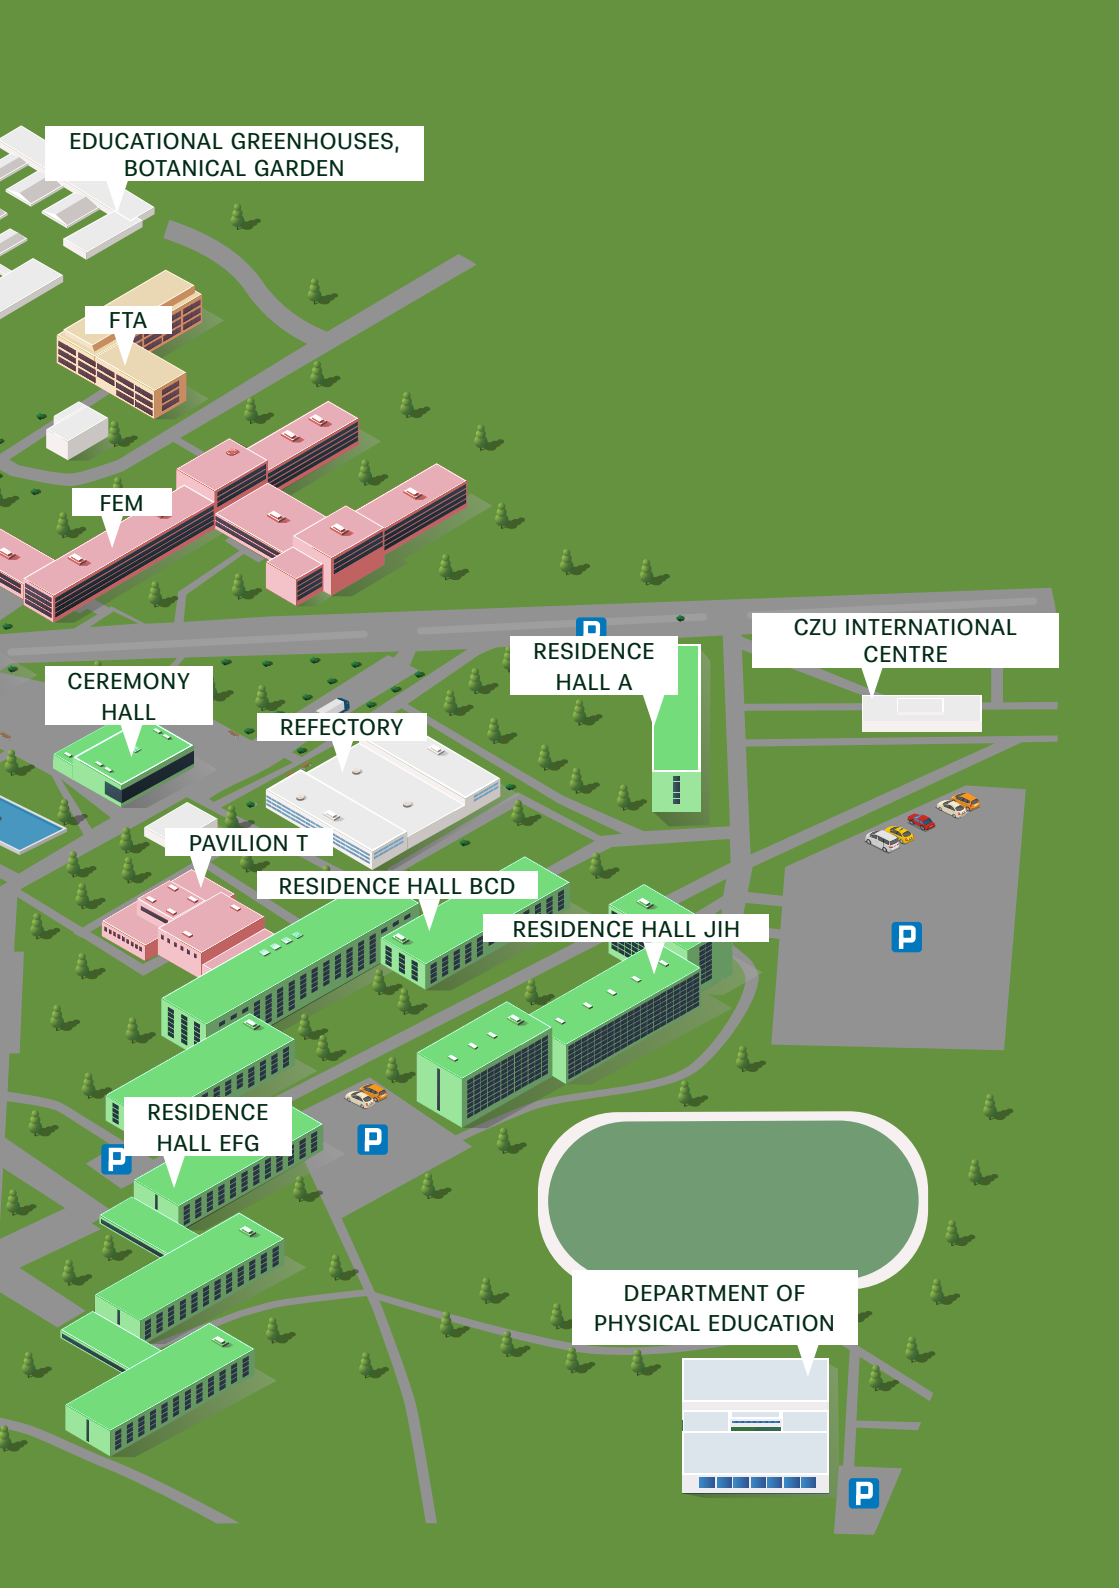 EDUCATIONAL GREENHOUSES,
BOTANICAL GARDEN
FTA
FEM
P
RESIDENCE
HALL A
CZU INTERNATIONAL
CENTRE
CEREMONY
HALL
REFECTORY
PAVILION T
RESIDENCE HALL BCD
RESIDENCE HALL JIH
P
RESIDENCE
HALL EFG
P
P
DEPARTMENT OF
PHYSICAL EDUCATION
P